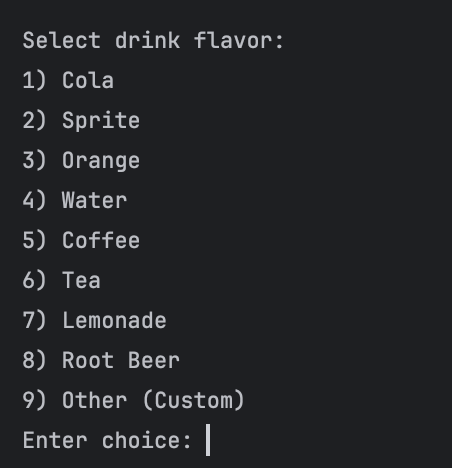 Select drink flavor:
1) Cola
2) Sprite
3) Orange
4) Water
5) Coffee
6) Tea
7) Lemonade
8) Root Beer
9) Other (Custom)
Enter choice: